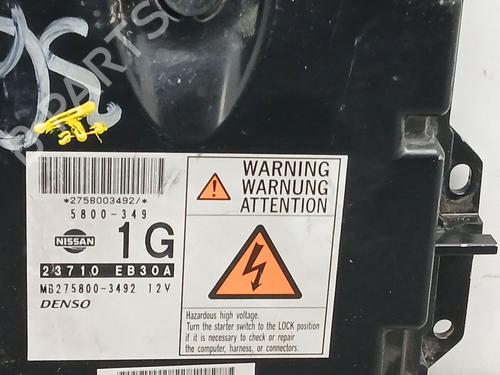 B PARTS
*2758003492/*
5800-349
NISSAN 1G
23710 EB30A
MB275800-3492 12V
DENSO
WARNING
WARNUNG
ATTENTION
Hazardous high voltage.
Turn the starter switch to the LOCK position
if it is necessary to check or repair
the computer, harness, or connectors.